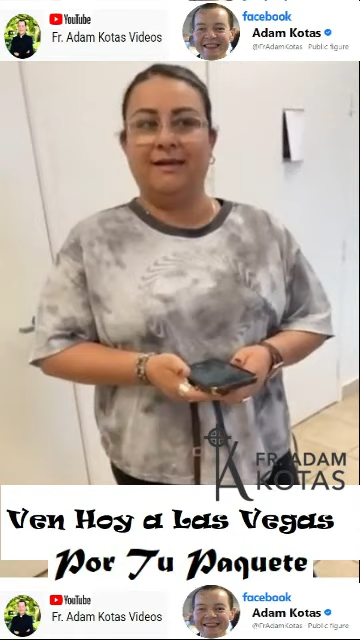 YouTube
Fr. Adam Kotas Videos
facebook
Adam Kotas
@FrAdamKotas · Public figure
FR. ADAM
KOTAS
Ven Hoy a Las Vegas
Por Tu Paquete
YouTube
Fr. Adam Kotas Videos
facebook
Adam Kotas
@FrAdamKotas · Public figure